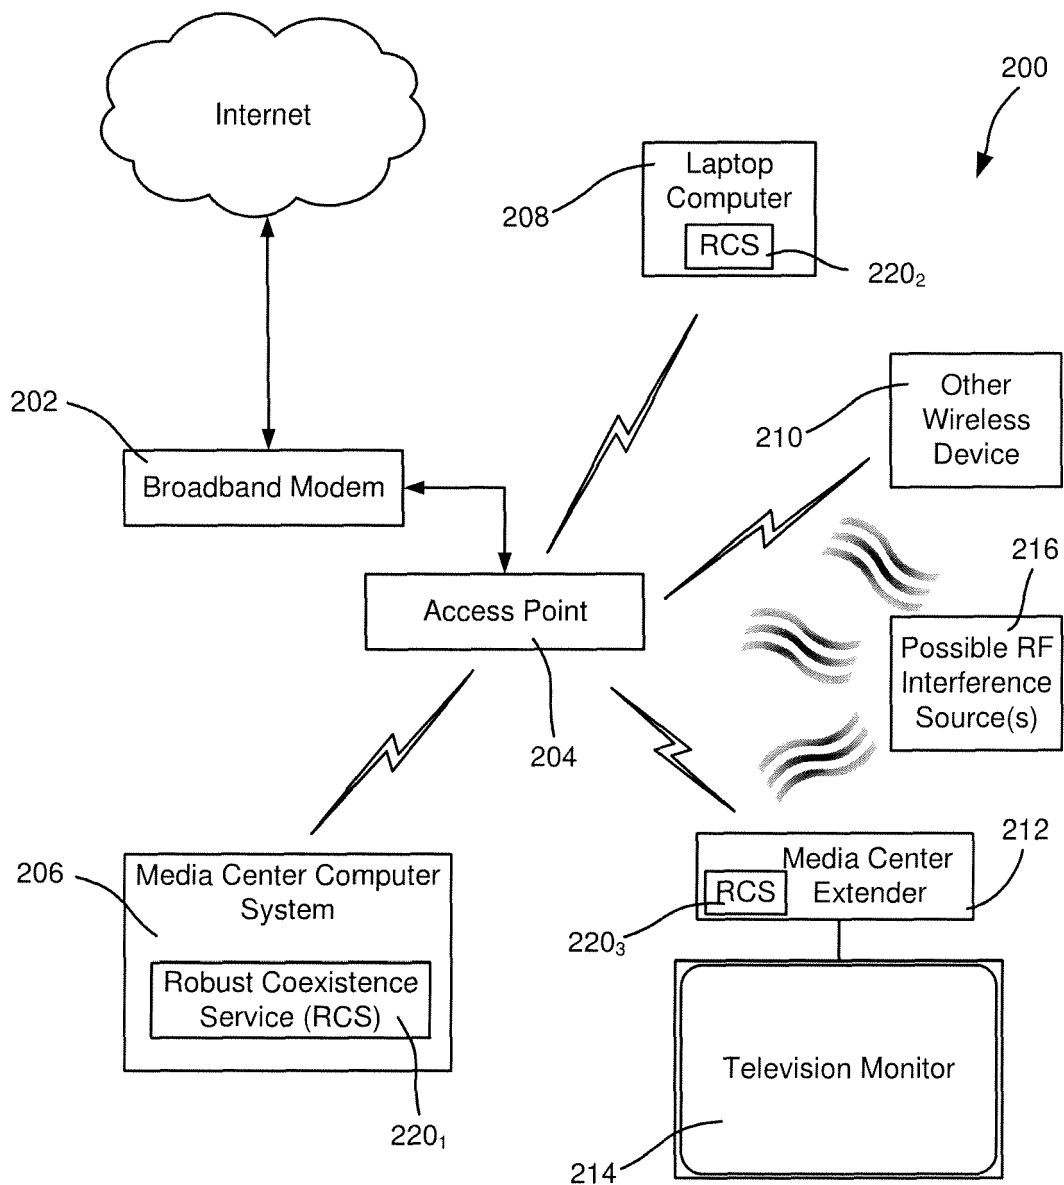 Internet
200
Laptop
Computer
RCS
208
220₂
202
Broadband Modem
Other
Wireless
Device
210
216
Access Point
204
Possible RF
Interference
Source(s)
206
Media Center Computer
System
Robust Coexistence
Service (RCS)
220₁
212
Media Center
Extender
RCS
220₃
Television Monitor
214